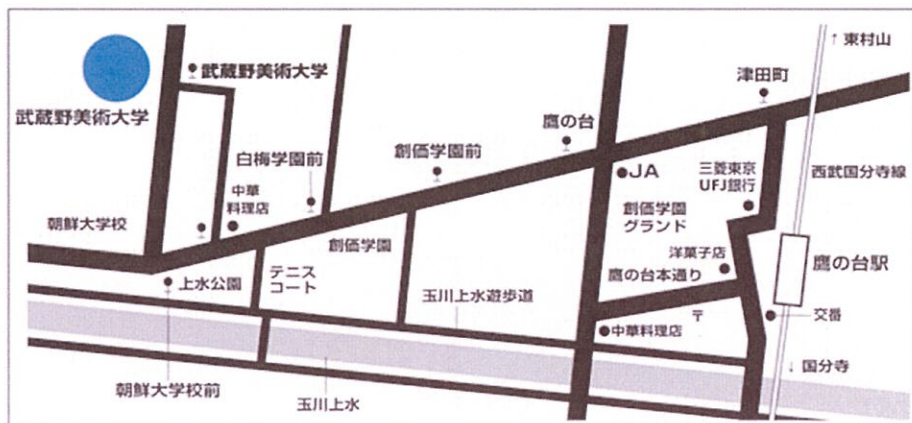 ↑東村山
武蔵野美術大学
武蔵野美術大学
津田町
鷹の台
創価学園前
白梅学園前
JA
三菱東京
UFJ銀行
西武国分寺線
中華
料理店
朝鮮大学校
創価学園
創価学園
グランド
洋菓子店
鷹の台駅
上水公園
テニス
コート
鷹の台本通り
玉川上水遊歩道
〒
交番
中華料理店
↓国分寺
朝鮮大学校前
玉川上水